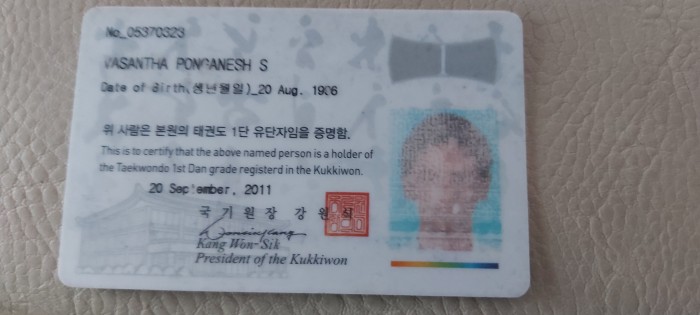 No_05370323
VASANTHA PONGANESH S
Date of Birth(생년월일)_20 Aug. 1986
위 사람은 본원의 태권도 1단 유단자임을 증명함.
This is to certify that the above named person is a holder of
the Taekwondo 1st Dan grade registerd in the Kukkiwon.
20 September, 2011
국 기 원 장 강 원 식
Kang Won-Sik
President of the Kukkiwon